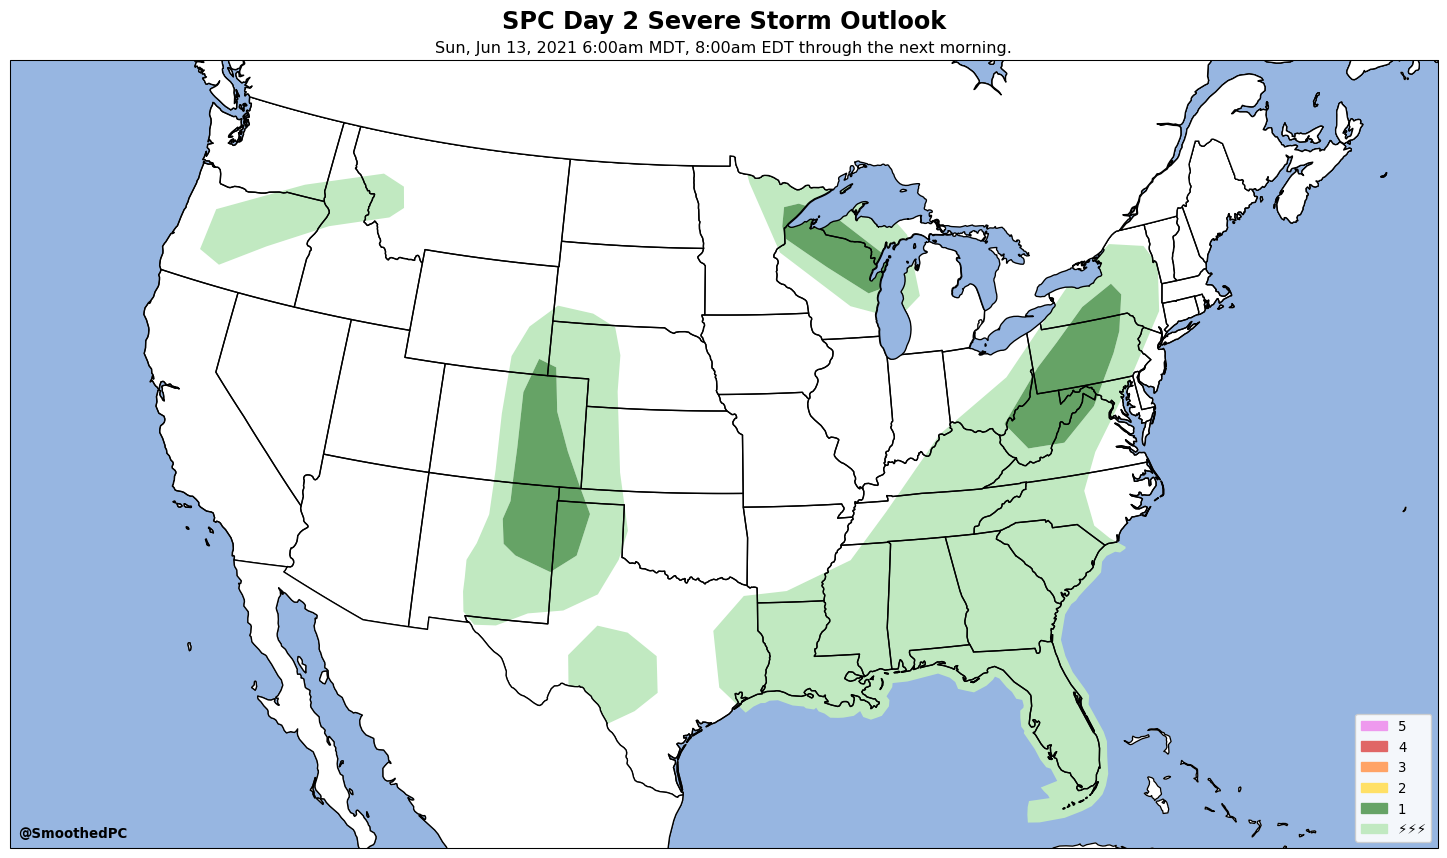 SPC Day 2 Severe Storm Outlook
Sun, Jun 13, 2021 6:00am MDT, 8:00am EDT through the next morning.
5
4
3
2
1
⚡⚡⚡
@SmoothedPC